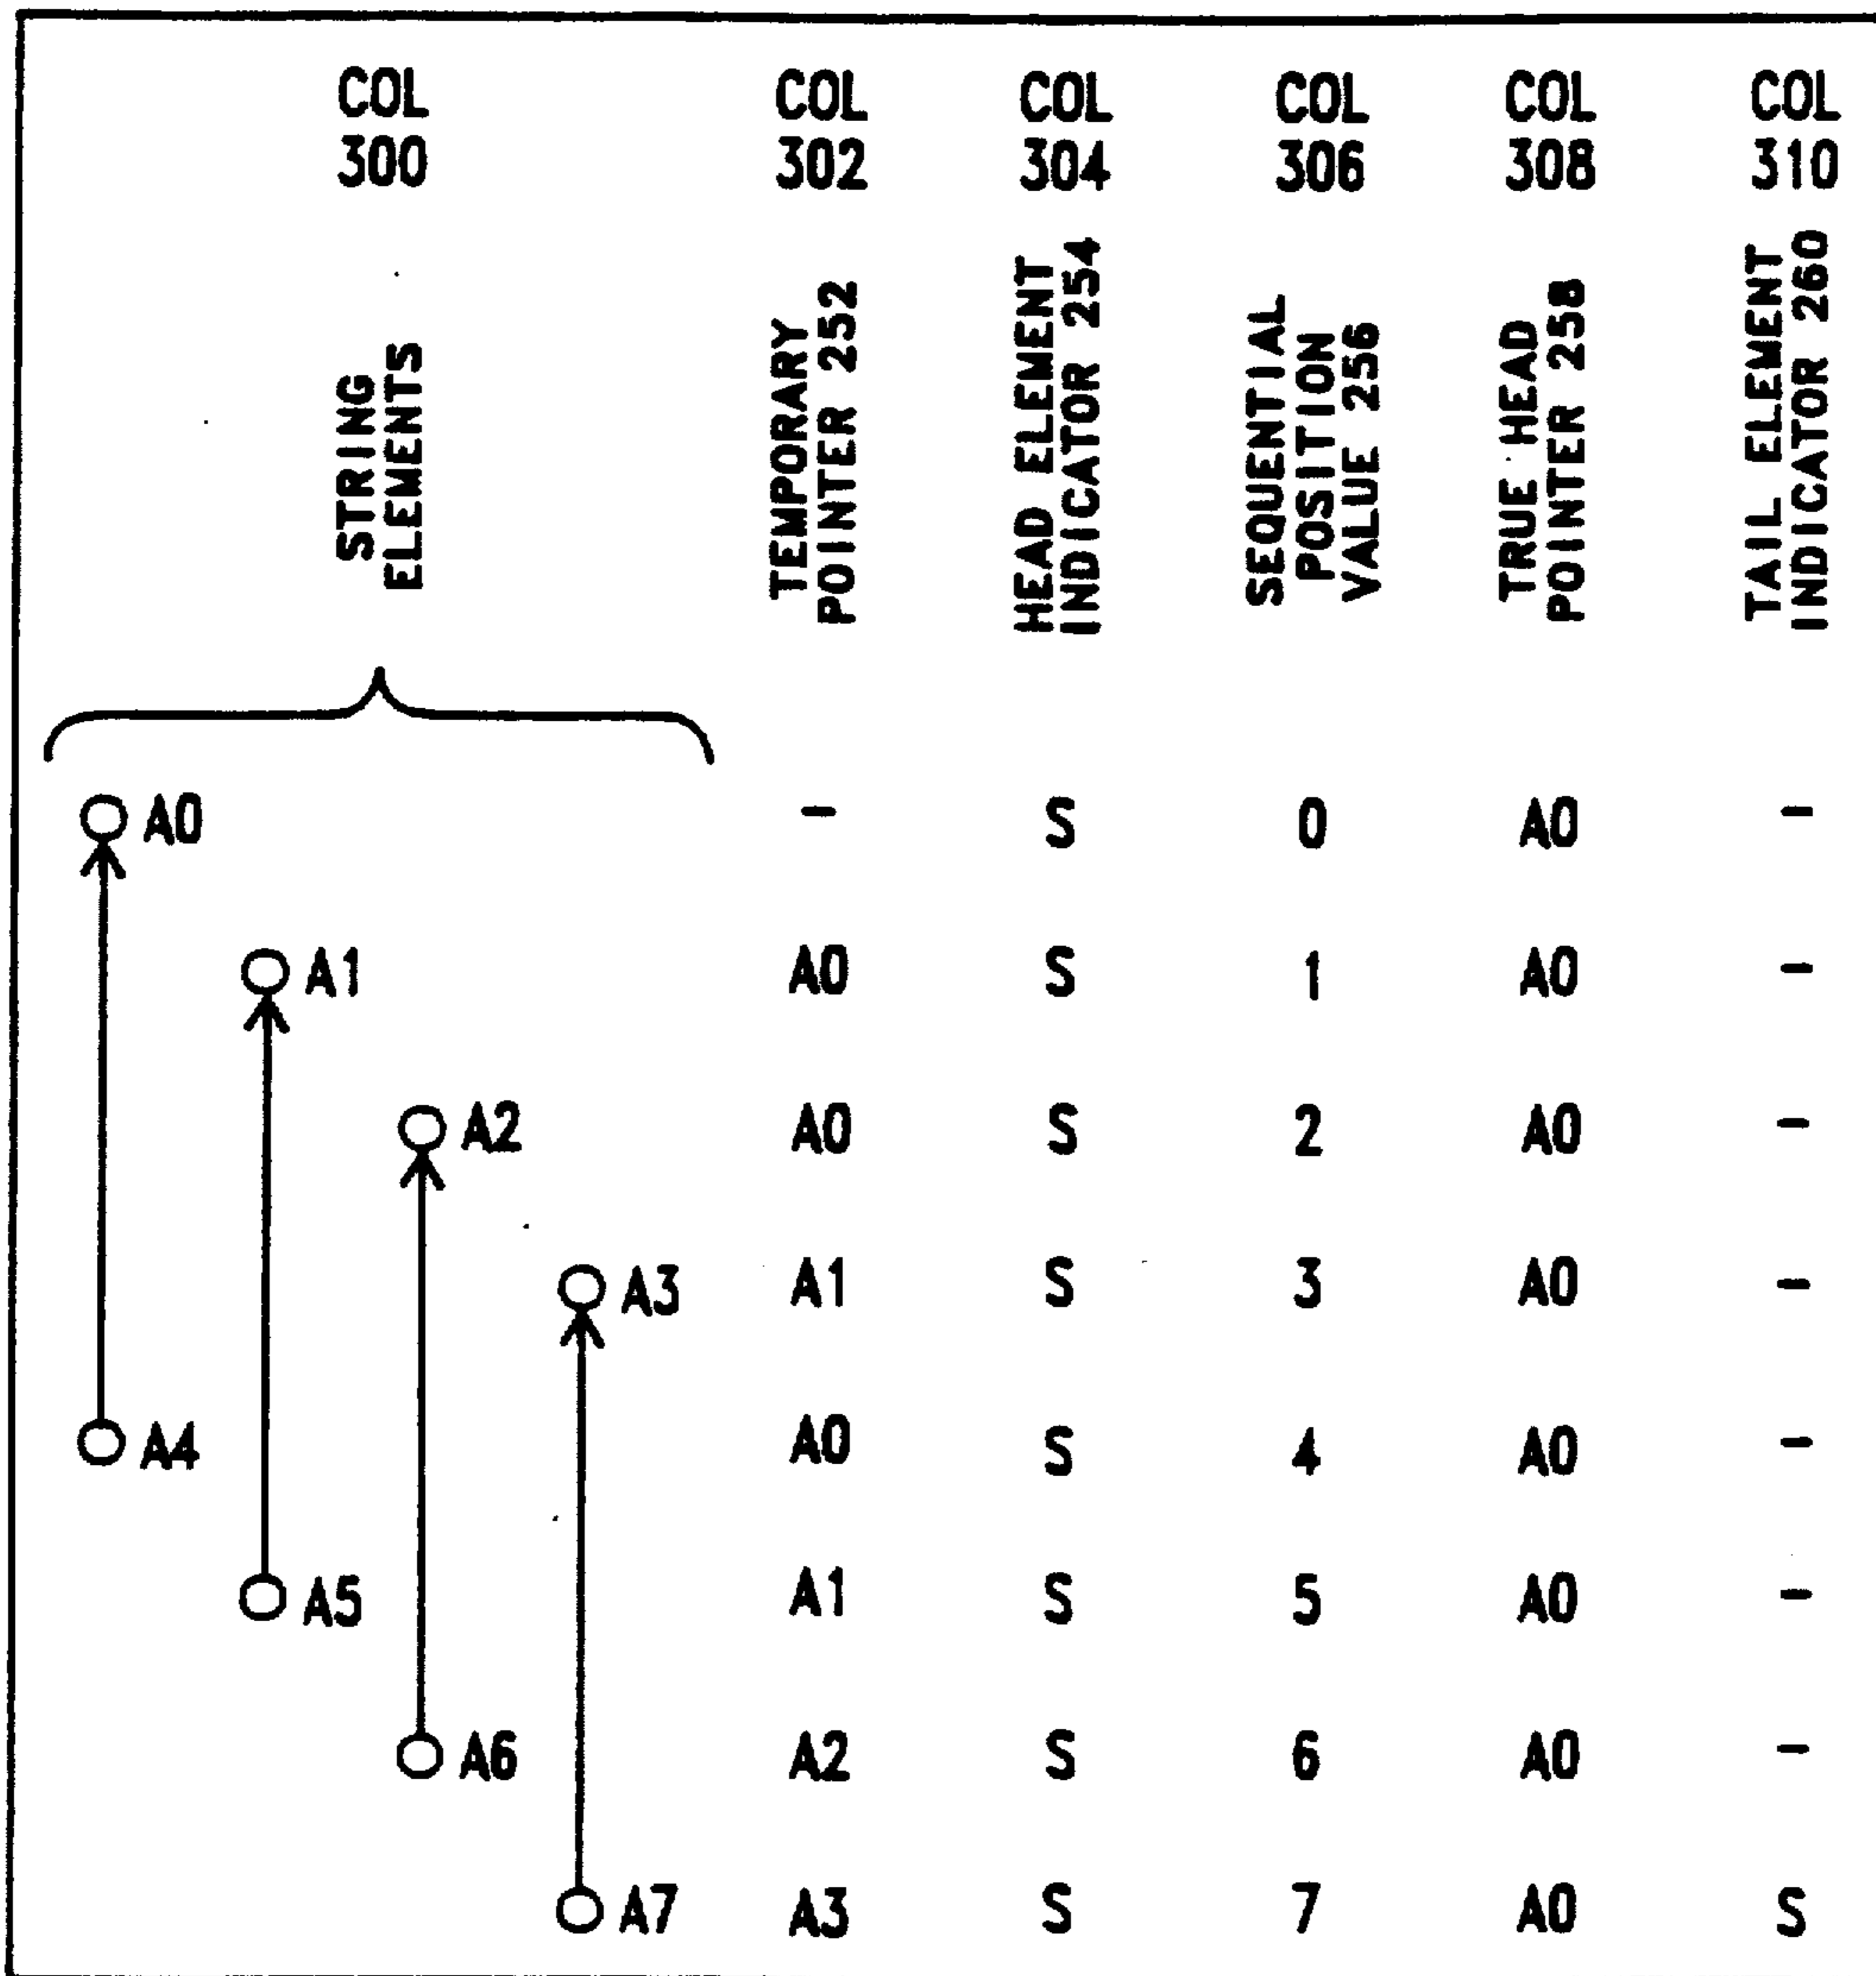 COL COL COL COL COL COL
300 302 304 306 308 310
STRING
ELEMENTS
TEMPORARY
POINTER 252
HEAD ELEMENT
INDICATOR 254
SEQUENTIAL
POSITION
VALUE 256
TRUE HEAD
POINTER 258
TAIL ELEMENT
INDICATOR 260
A0 - S 0 A0 -
A1 A0 S 1 A0 -
A2 A0 S 2 A0 -
A3 A1 S 3 A0 -
A4 A0 S 4 A0 -
A5 A1 S 5 A0 -
A6 A2 S 6 A0 -
A7 A3 S 7 A0 S